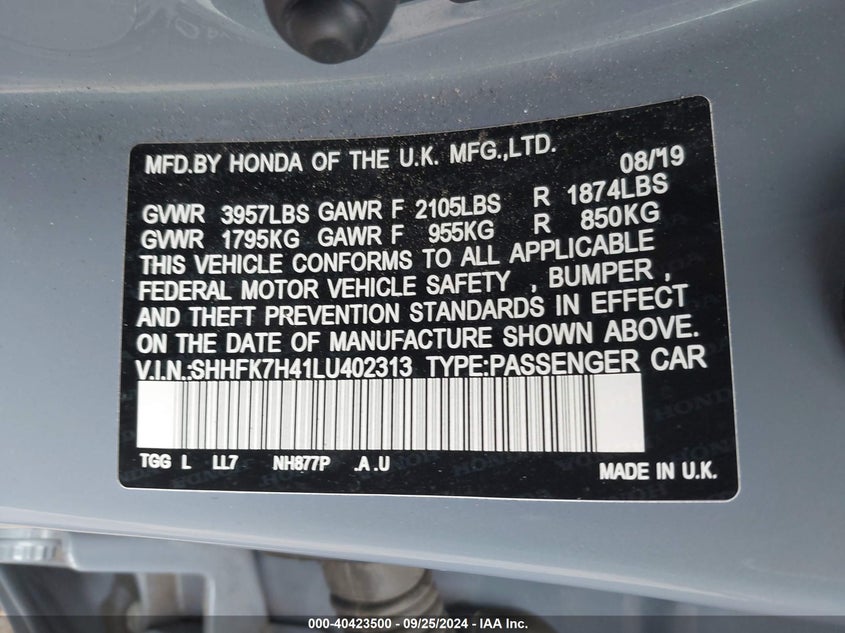 MFD.BY HONDA OF THE U.K. MFG.,LTD. 08/'19
GVWR 3957LBS GAWR F 2105LBS R 1874LBS
GVWR 1795KG GAWR F 955KG R 850KG
THIS VEHICLE CONFORMS TO ALL APPLICABLE
FEDERAL MOTOR VEHICLE SAFETY , BUMPER ,
AND THEFT PREVENTION STANDARDS IN EFFECT
ON THE DATE OF MANUFACTURE SHOWN ABOVE.
V.I.N.:SHHFK7H41LU402313 TYPE:PASSENGER CAR
TGG L LL7 NH877P .A .U
MADE IN U.K.
000-40423500 - 09/25/2024 - IAA Inc.